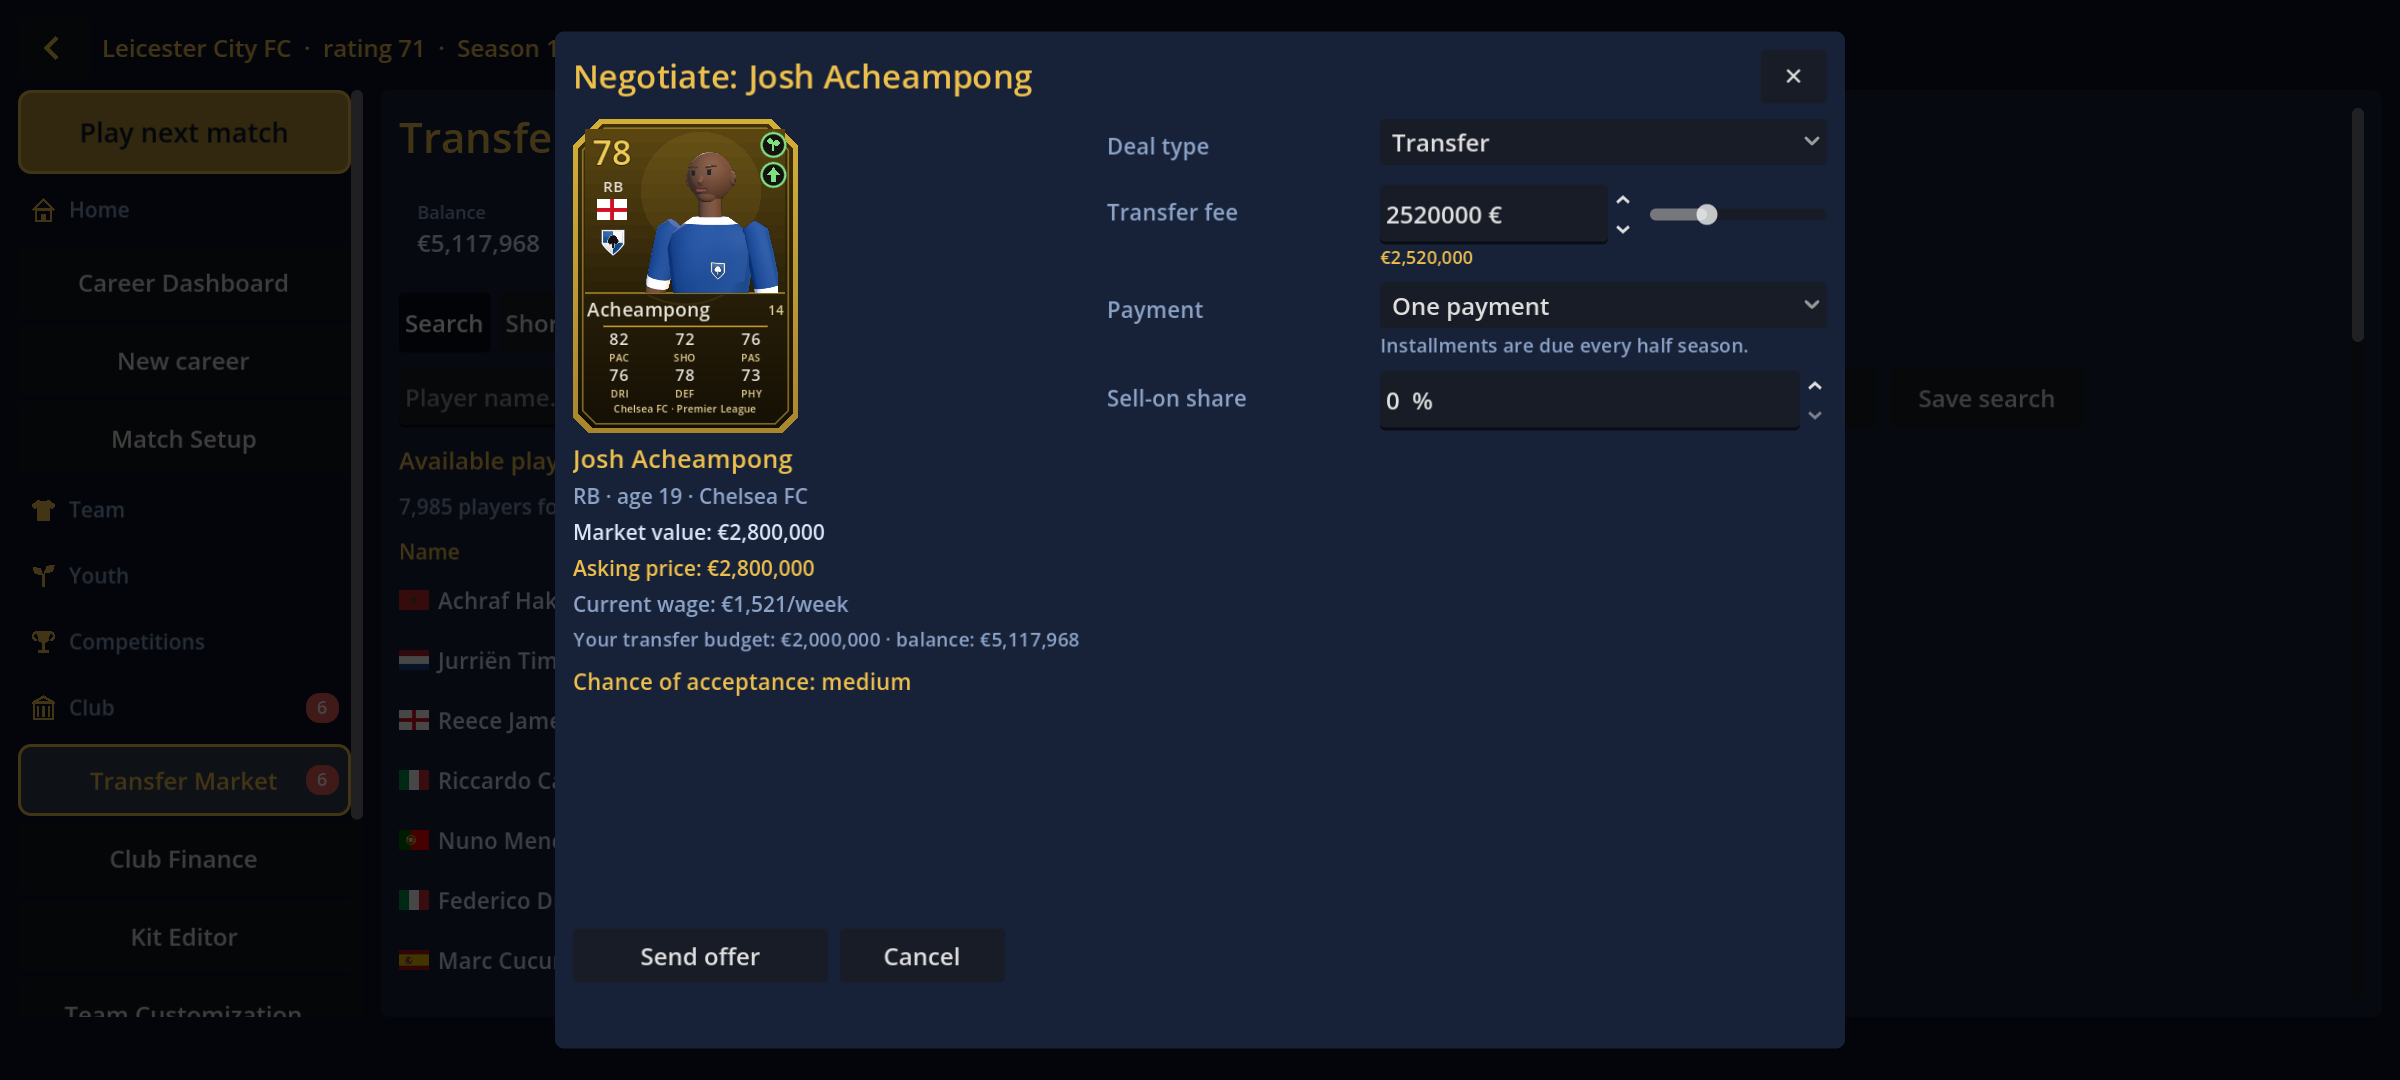 Leicester City FC · rating 71 · Season 1
Play next match
Home
Career Dashboard
New career
Match Setup
Team
Youth
Competitions
Club 6
Transfer Market 6
Club Finance
Kit Editor
Team Customization
Transfe
Balance
€5,117,968
Search Shor
Player name.
Save search
Available play
7,985 players fo
Name
Achraf Hak
Jurriën Tim
Reece Jame
Riccardo Ca
Nuno Mend
Federico D
Marc Cucur
Negotiate: Josh Acheampong
×
78
RB
Acheampong 14
82 72 76
PAC SHO PAS
76 78 73
DRI DEF PHY
Chelsea FC · Premier League
Josh Acheampong
RB · age 19 · Chelsea FC
Market value: €2,800,000
Asking price: €2,800,000
Current wage: €1,521/week
Your transfer budget: €2,000,000 · balance: €5,117,968
Chance of acceptance: medium
Deal type Transfer
Transfer fee 2520000 €
€2,520,000
Payment One payment
Installments are due every half season.
Sell-on share 0 %
Send offer Cancel